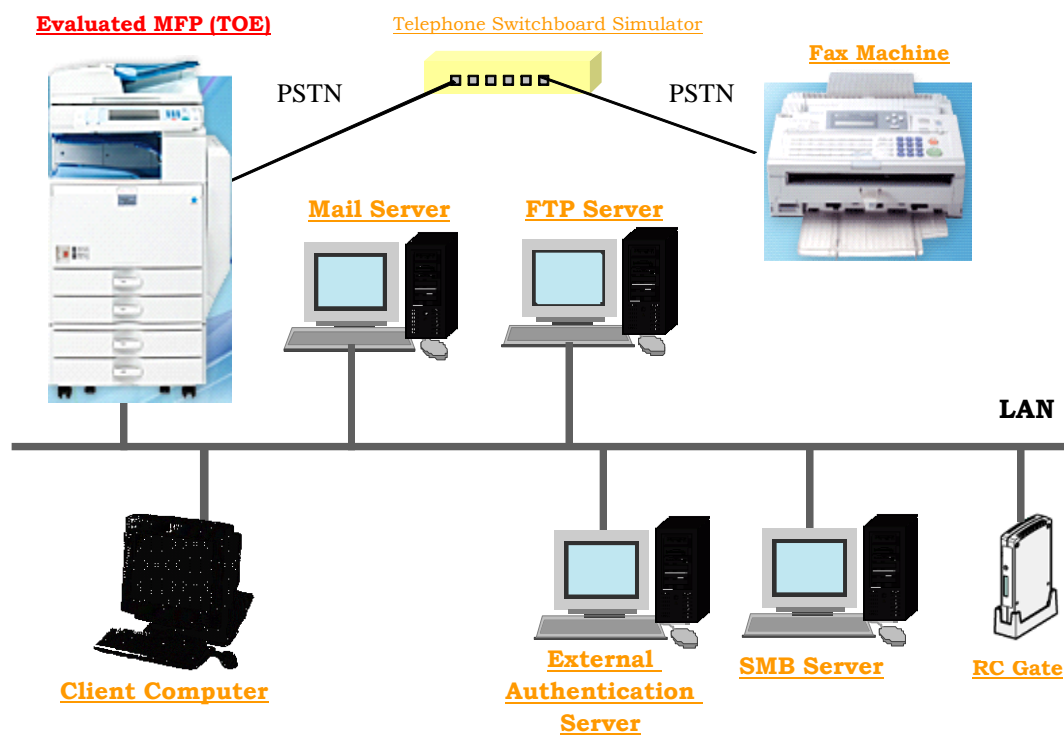 Evaluated MFP (TOE)
Telephone Switchboard Simulator
Fax Machine
PSTN
PSTN
Mail Server
FTP Server
LAN
Client Computer
External
Authentication
Server
SMB Server
RC Gate